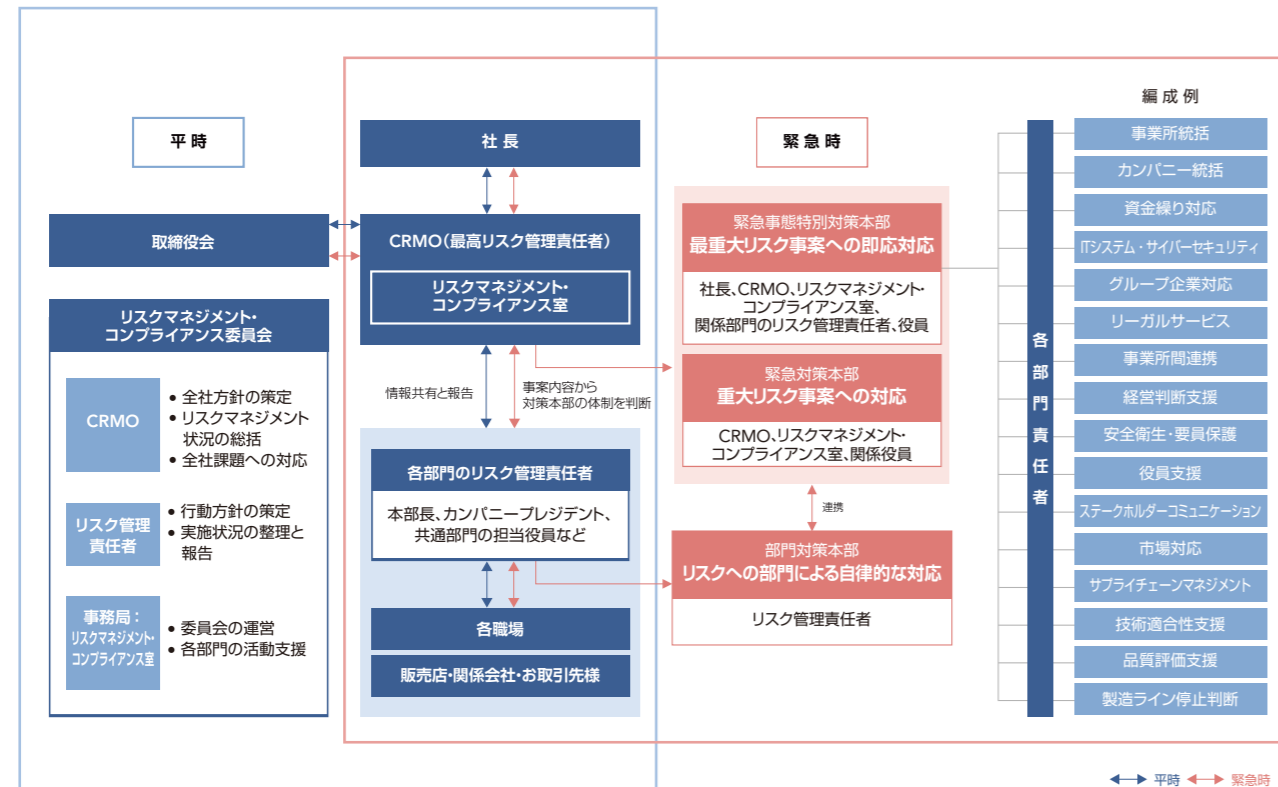 平時
社長
緊急時
編成例
取締役会
CRMO（最高リスク管理責任者）
リスクマネジメント・
コンプライアンス室
リスクマネジメント・
コンプライアンス委員会
CRMO
• 全社方針の策定
• リスクマネジメント
状況の総括
• 全社課題への対応
リスク管理
責任者
• 行動方針の策定
• 実施状況の整理と
報告
事務局：
リスクマネジメント・
コンプライアンス室
• 委員会の運営
• 各部門の活動支援
情報共有と報告
事案内容から
対策本部の体制を判断
各部門のリスク管理責任者
本部長、カンパニープレジデント、
共通部門の担当役員など
各職場
販売店・関係会社・お取引先様
緊急事態特別対策本部
最重大リスク事案への即応対応
社長、CRMO、リスクマネジメント・
コンプライアンス室、
関係部門のリスク管理責任者、役員
緊急対策本部
重大リスク事案への対応
CRMO、リスクマネジメント・
コンプライアンス室、関係役員
連携
部門対策本部
リスクへの部門による自律的な対応
リスク管理責任者
各部門責任者
事業所統括
カンパニー統括
資金繰り対応
ITシステム・サイバーセキュリティ
グループ企業対応
リーガルサービス
事業所間連携
経営判断支援
安全衛生・要員保護
役員支援
ステークホルダーコミュニケーション
市場対応
サプライチェーンマネジメント
技術適合性支援
品質評価支援
製造ライン停止判断
平時 緊急時